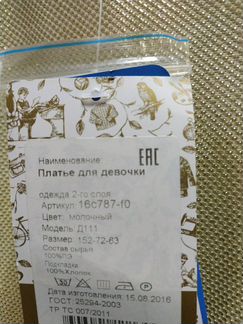 Наименование:
EAC
Платье для девочки
одежда 2-го слоя
Артикул: 16с787-f0
Цвет: молочный
Модель: Д111
Размер: 152-72-63
Состав сырья
100%ПЭ
Подкладка
100%Хлопок
Дата изготовления: 15.08.2016
ГОСТ: 25294-2003
ТР ТС 007/2011